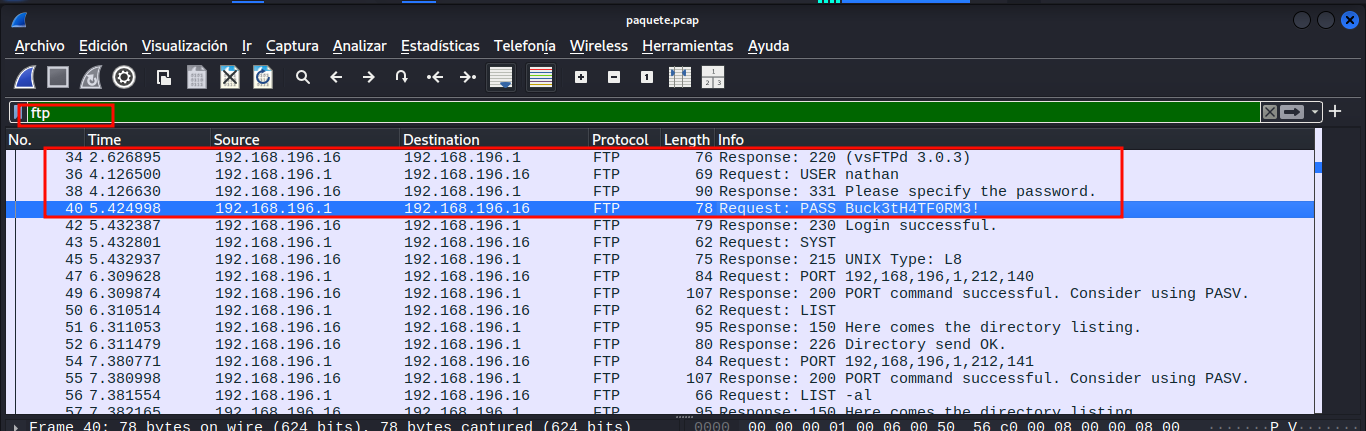 paquete.pcap
Archivo Edición Visualización Ir Captura Analizar Estadísticas Telefonía Wireless Herramientas Ayuda
ftp
No. Time Source Destination Protocol Length Info
34 2.626895 192.168.196.16 192.168.196.1 FTP 76 Response: 220 (vsFTPd 3.0.3)
36 4.126500 192.168.196.1 192.168.196.16 FTP 69 Request: USER nathan
38 4.126630 192.168.196.16 192.168.196.1 FTP 90 Response: 331 Please specify the password.
40 5.424998 192.168.196.1 192.168.196.16 FTP 78 Request: PASS Buck3tH4TF0RM3!
42 5.432387 192.168.196.16 192.168.196.1 FTP 79 Response: 230 Login successful.
43 5.432801 192.168.196.1 192.168.196.16 FTP 62 Request: SYST
45 5.432937 192.168.196.16 192.168.196.1 FTP 75 Response: 215 UNIX Type: L8
47 6.309628 192.168.196.1 192.168.196.16 FTP 84 Request: PORT 192,168,196,1,212,140
49 6.309874 192.168.196.16 192.168.196.1 FTP 107 Response: 200 PORT command successful. Consider using PASV.
50 6.310514 192.168.196.1 192.168.196.16 FTP 62 Request: LIST
51 6.311053 192.168.196.16 192.168.196.1 FTP 95 Response: 150 Here comes the directory listing.
52 6.311479 192.168.196.16 192.168.196.1 FTP 80 Response: 226 Directory send OK.
54 7.380771 192.168.196.1 192.168.196.16 FTP 84 Request: PORT 192,168,196,1,212,141
55 7.380998 192.168.196.16 192.168.196.1 FTP 107 Response: 200 PORT command successful. Consider using PASV.
56 7.381554 192.168.196.1 192.168.196.16 FTP 66 Request: LIST -al
57 7.382165 192.168.196.16 192.168.196.1 FTP 95 Response: 150 Here comes the directory listing
Frame 40: 78 bytes on wire (624 bits), 78 bytes captured (624 bits) 0000 00 00 00 01 00 06 00 50 56 c0 00 08 00 00 08 00 ·······P V·······